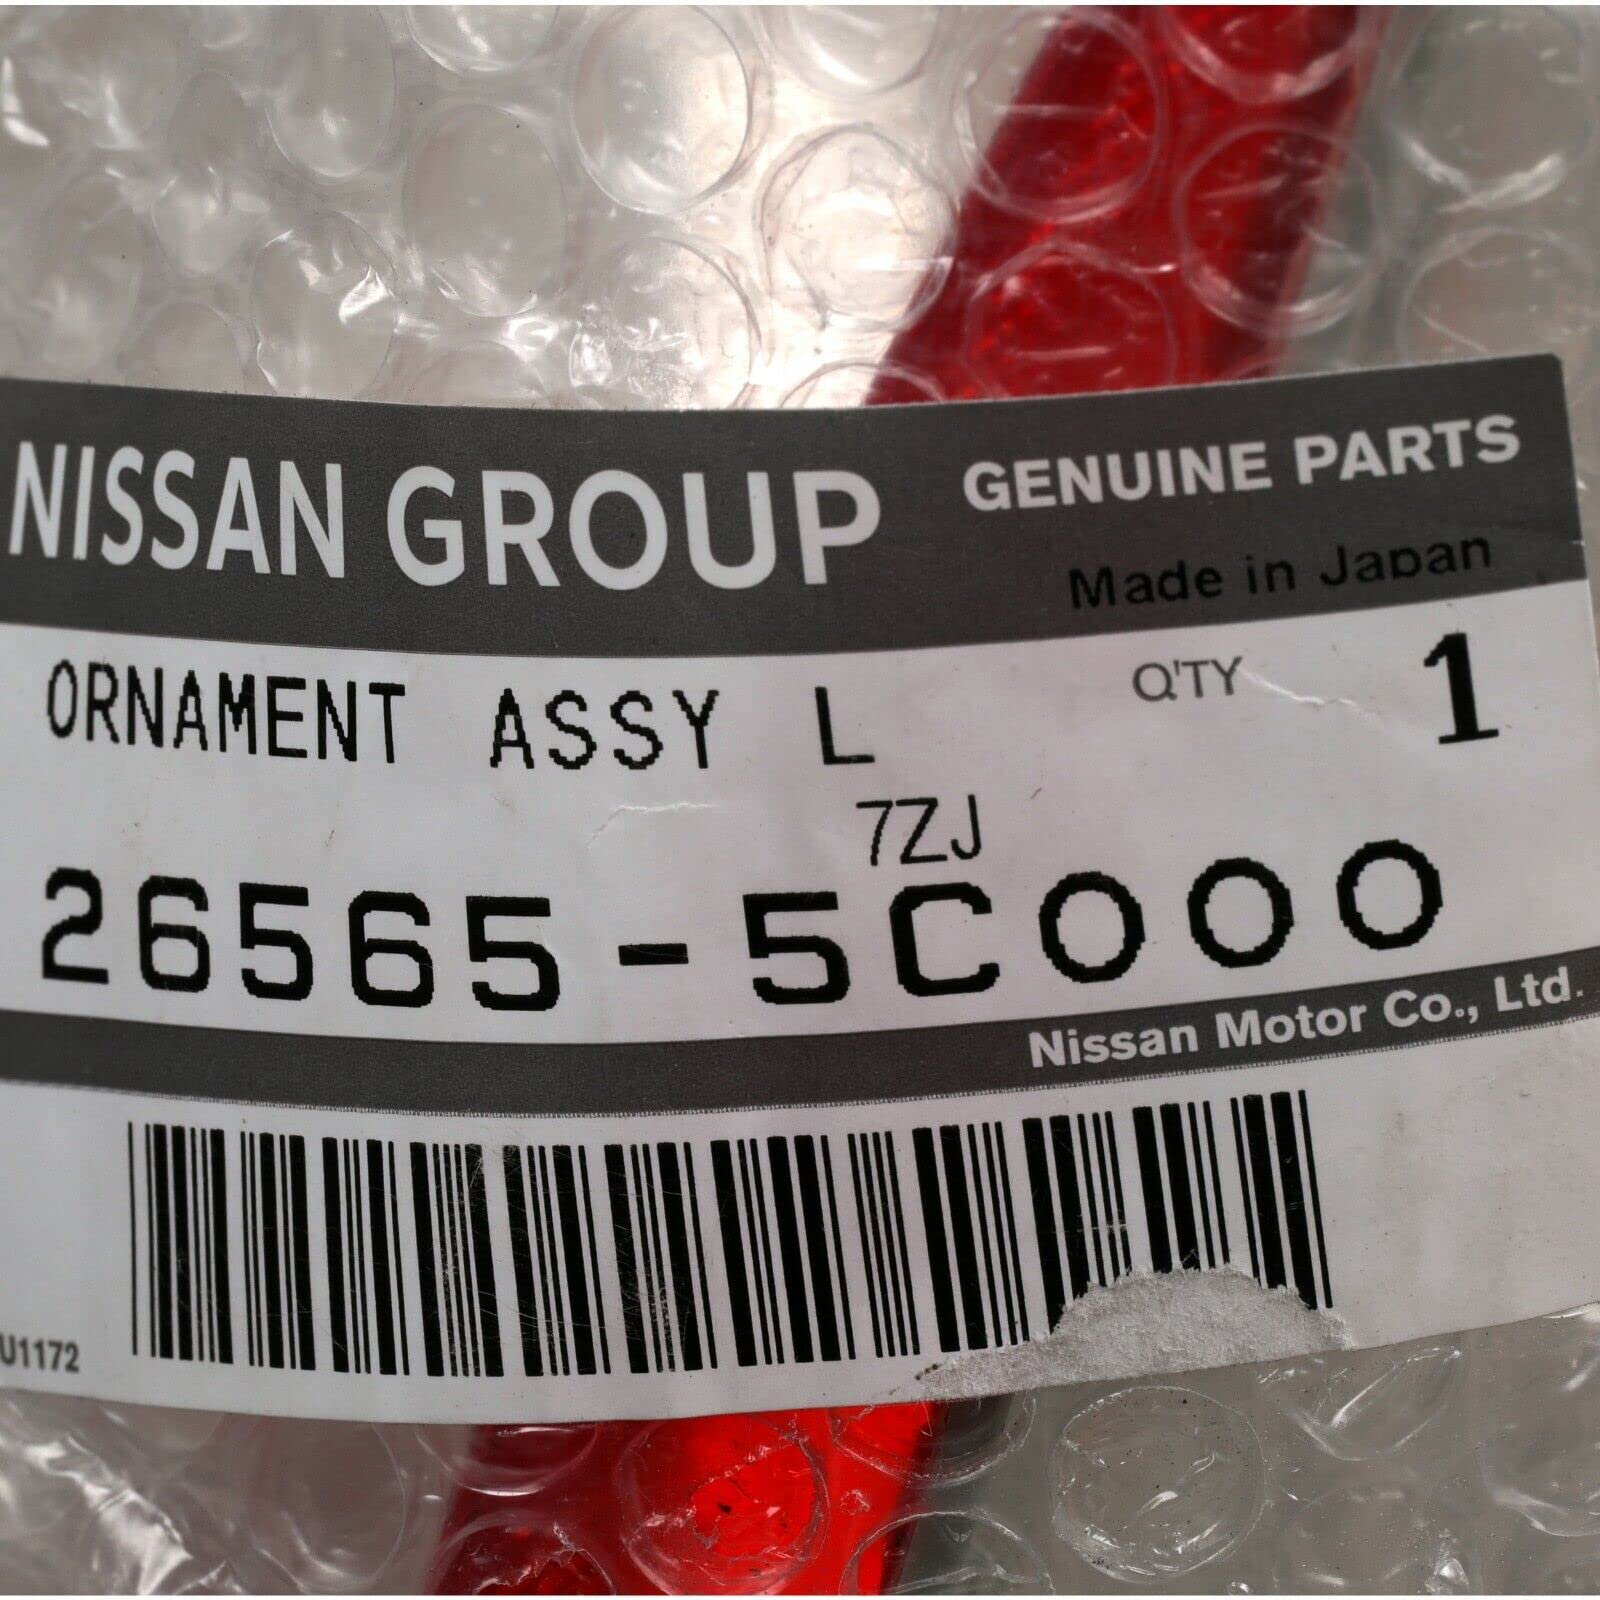 NISSAN GROUP GENUINE PARTS
Made in Japan
ORNAMENT ASSY L Q'TY 1
7ZJ
26565-5C000
Nissan Motor Co., Ltd.
U1172